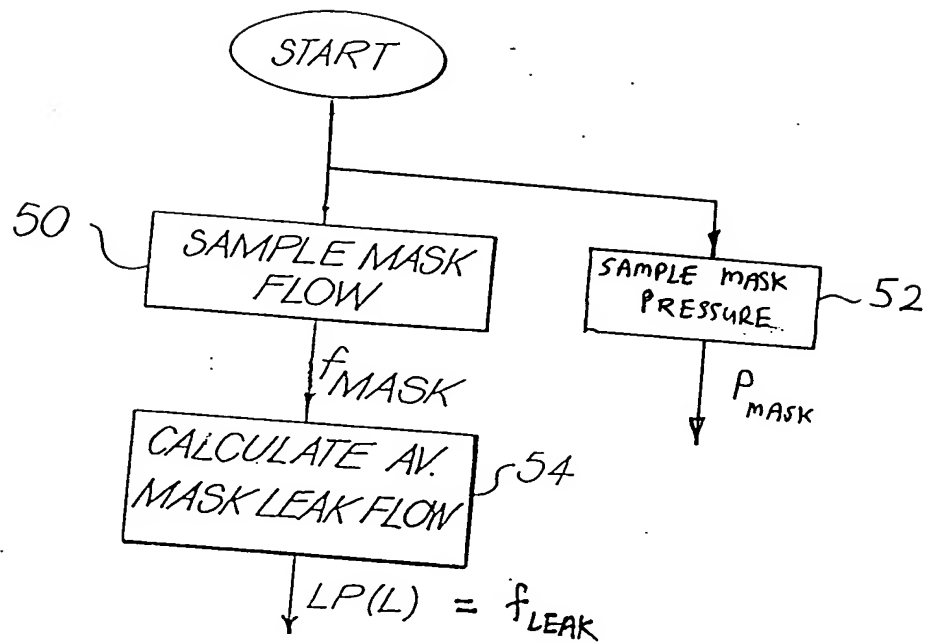 START
50
SAMPLE MASK
FLOW
SAMPLE MASK
PRESSURE
52
fMASK
PMASK
CALCULATE AV.
MASK LEAK FLOW
54
LP(L) = fLEAK